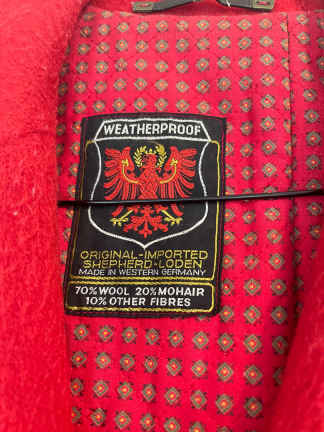 WEATHERPROOF
ORIGINAL-IMPORTED
SHEPHERD-LODEN
MADE IN WESTERN GERMANY
70% WOOL 20% MOHAIR
10% OTHER FIBRES